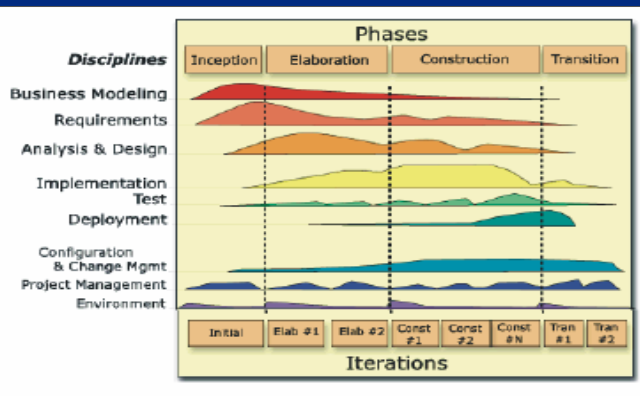 Phases
Disciplines
Inception
Elaboration
Construction
Transition
Business Modeling
Requirements
Analysis & Design
Implementation
Test
Deployment
Configuration
& Change Mgmt
Project Management
Environment
Initial
Elab #1
Elab #2
Const
#1
Const
#2
Const
#N
Tran
#1
Tran
#2
Iterations